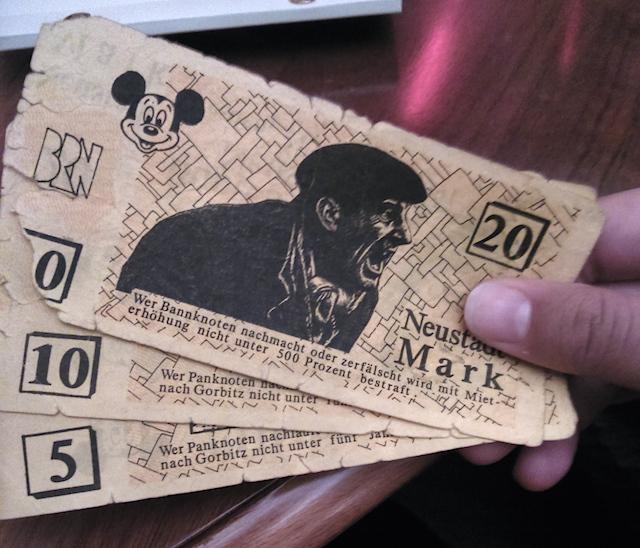 BRN
20
0
Wer Bannknoten nachmacht oder zerfälscht wird mit Miet-
erhöhung nicht unter 500 Prozent bestraft.
Neustadt
Mark
10
Wer Panknoten
nach Gorbitz nicht unter
5
Wer Panknoten
nach Gorbitz nicht unter fünf